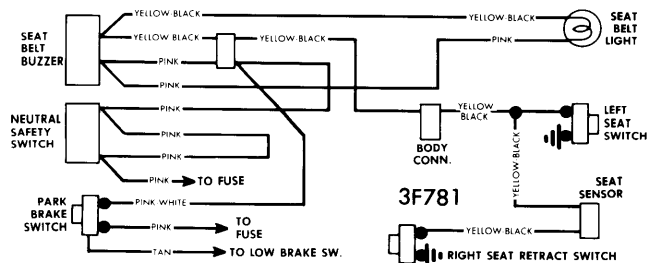 YELLOW-BLACK
SEAT
BELT
LIGHT
SEAT
BELT
BUZZER
YELLOW BLACK
YELLOW-BLACK
PINK
PINK
PINK
NEUTRAL
SAFETY
SWITCH
PINK
PINK
PINK
PINK
TO FUSE
YELLOW
BLACK
BODY
CONN.
LEFT
SEAT
SWITCH
YELLOW-BLACK
PARK
BRAKE
SWITCH
PINK-WHITE
PINK
TO
FUSE
TAN
TO LOW BRAKE SW.
3F781
SEAT
SENSOR
YELLOW-BLACK
RIGHT SEAT RETRACT SWITCH